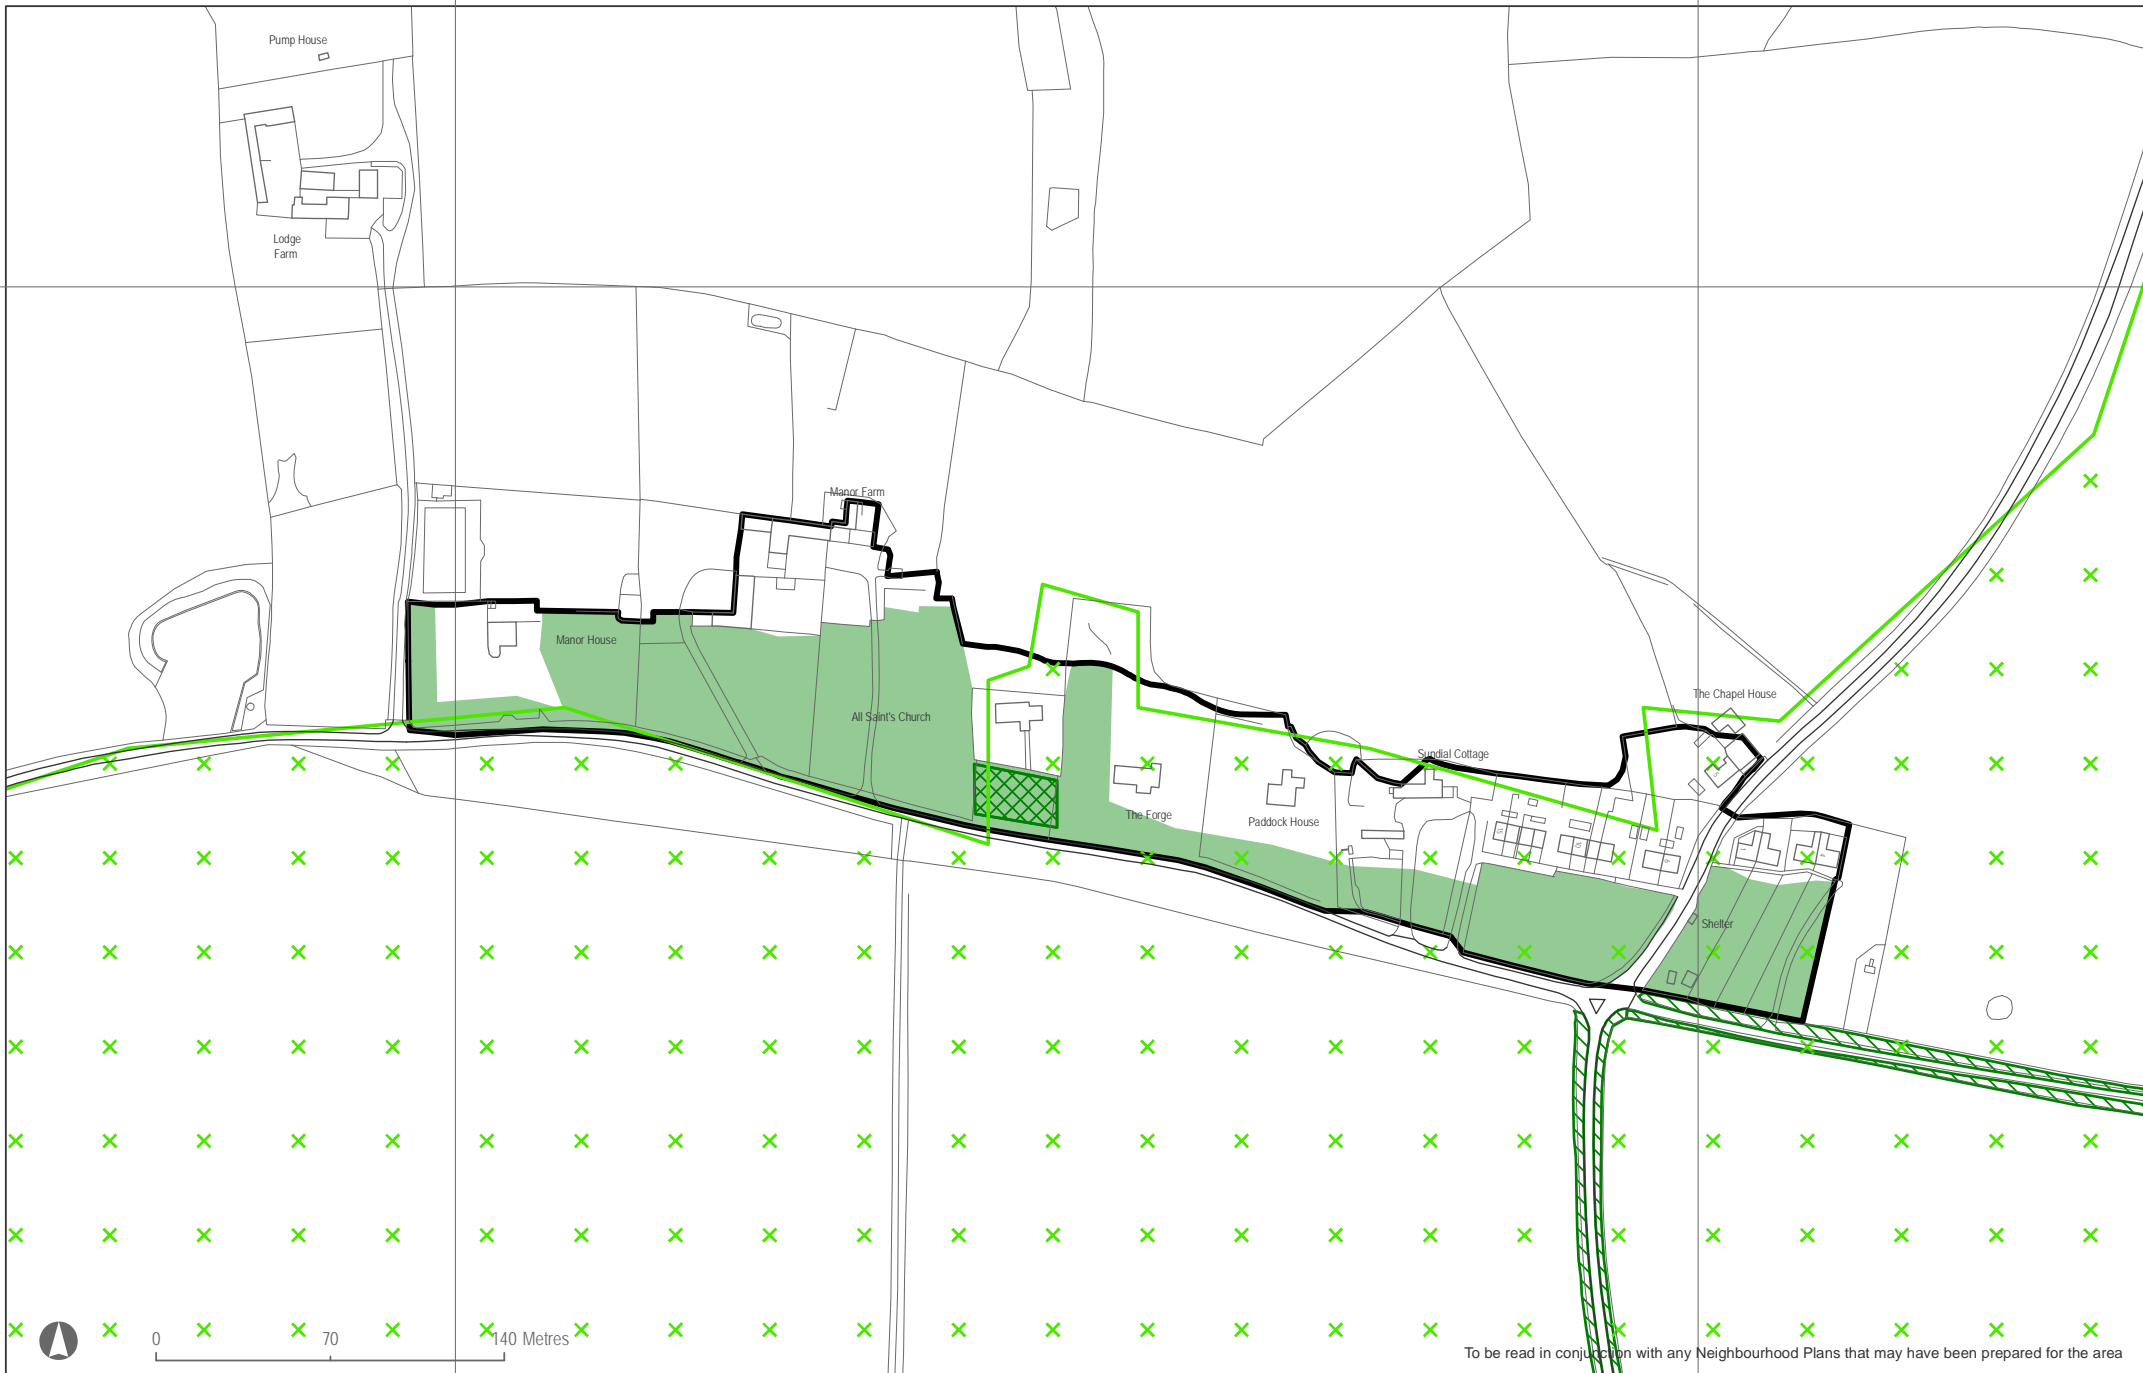 Pump House
Lodge
Farm
Manor Farm
Manor House
All Saint's Church
The Chapel House
Sundial Cottage
The Forge
Paddock House
Shelter
0 70 140 Metres
To be read in conjunction with any Neighbourhood Plans that may have been prepared for the area